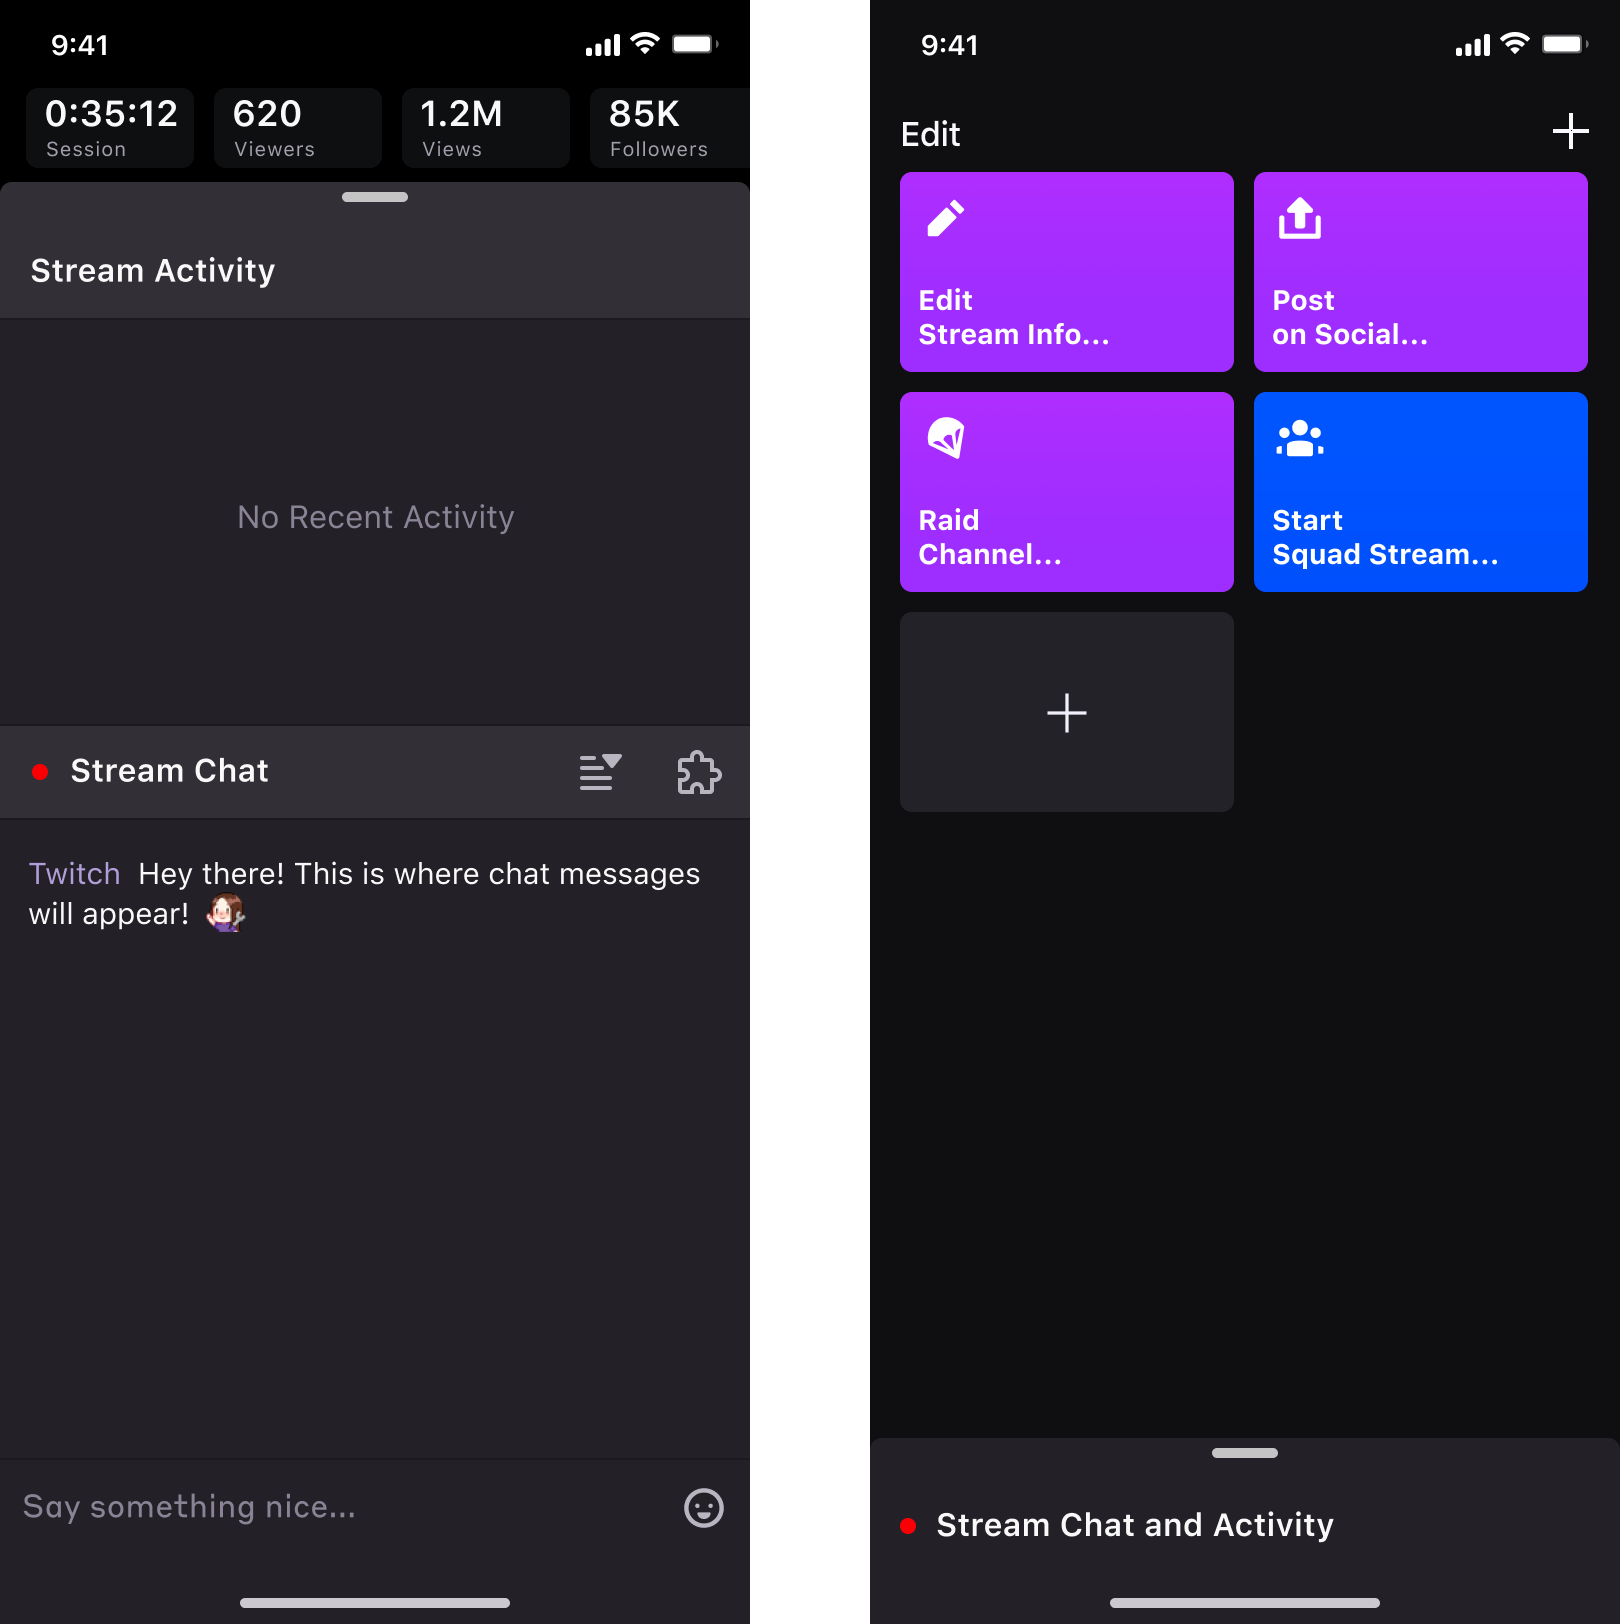 9:41
0:35:12
Session
620
Viewers
1.2M
Views
85K
Followers
Stream Activity
No Recent Activity
Stream Chat
Twitch Hey there! This is where chat messages
will appear!
Say something nice...
9:41
Edit
Edit
Stream Info...
Post
on Social...
Raid
Channel...
Start
Squad Stream...
Stream Chat and Activity